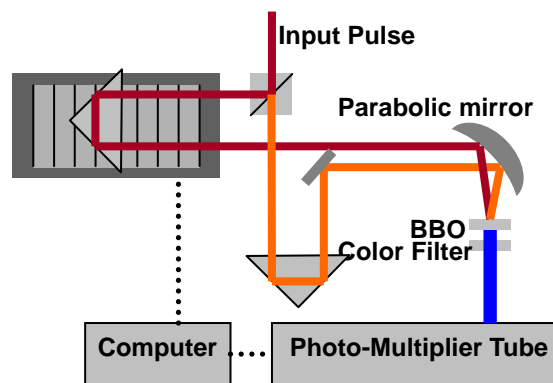 Input Pulse
Parabolic mirror
BBO
Color Filter
Computer
Photo-Multiplier Tube